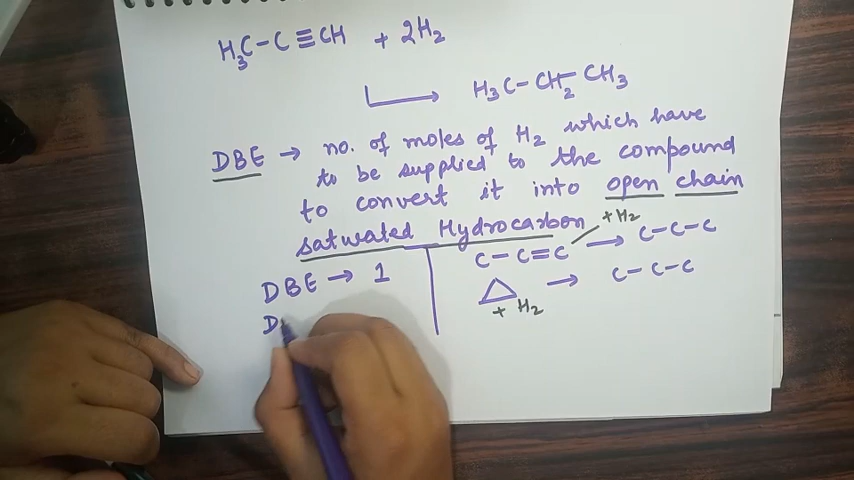 H₃C-C≡CH + 2H₂
H₃C-CH₂-CH₃
DBE → no. of moles of H₂ which have
to be supplied to the compound
to convert it into open chain
saturated Hydrocarbon
DBE → 1
D
+ H₂
C-C=C → C-C-C
→ C-C-C
+ H₂